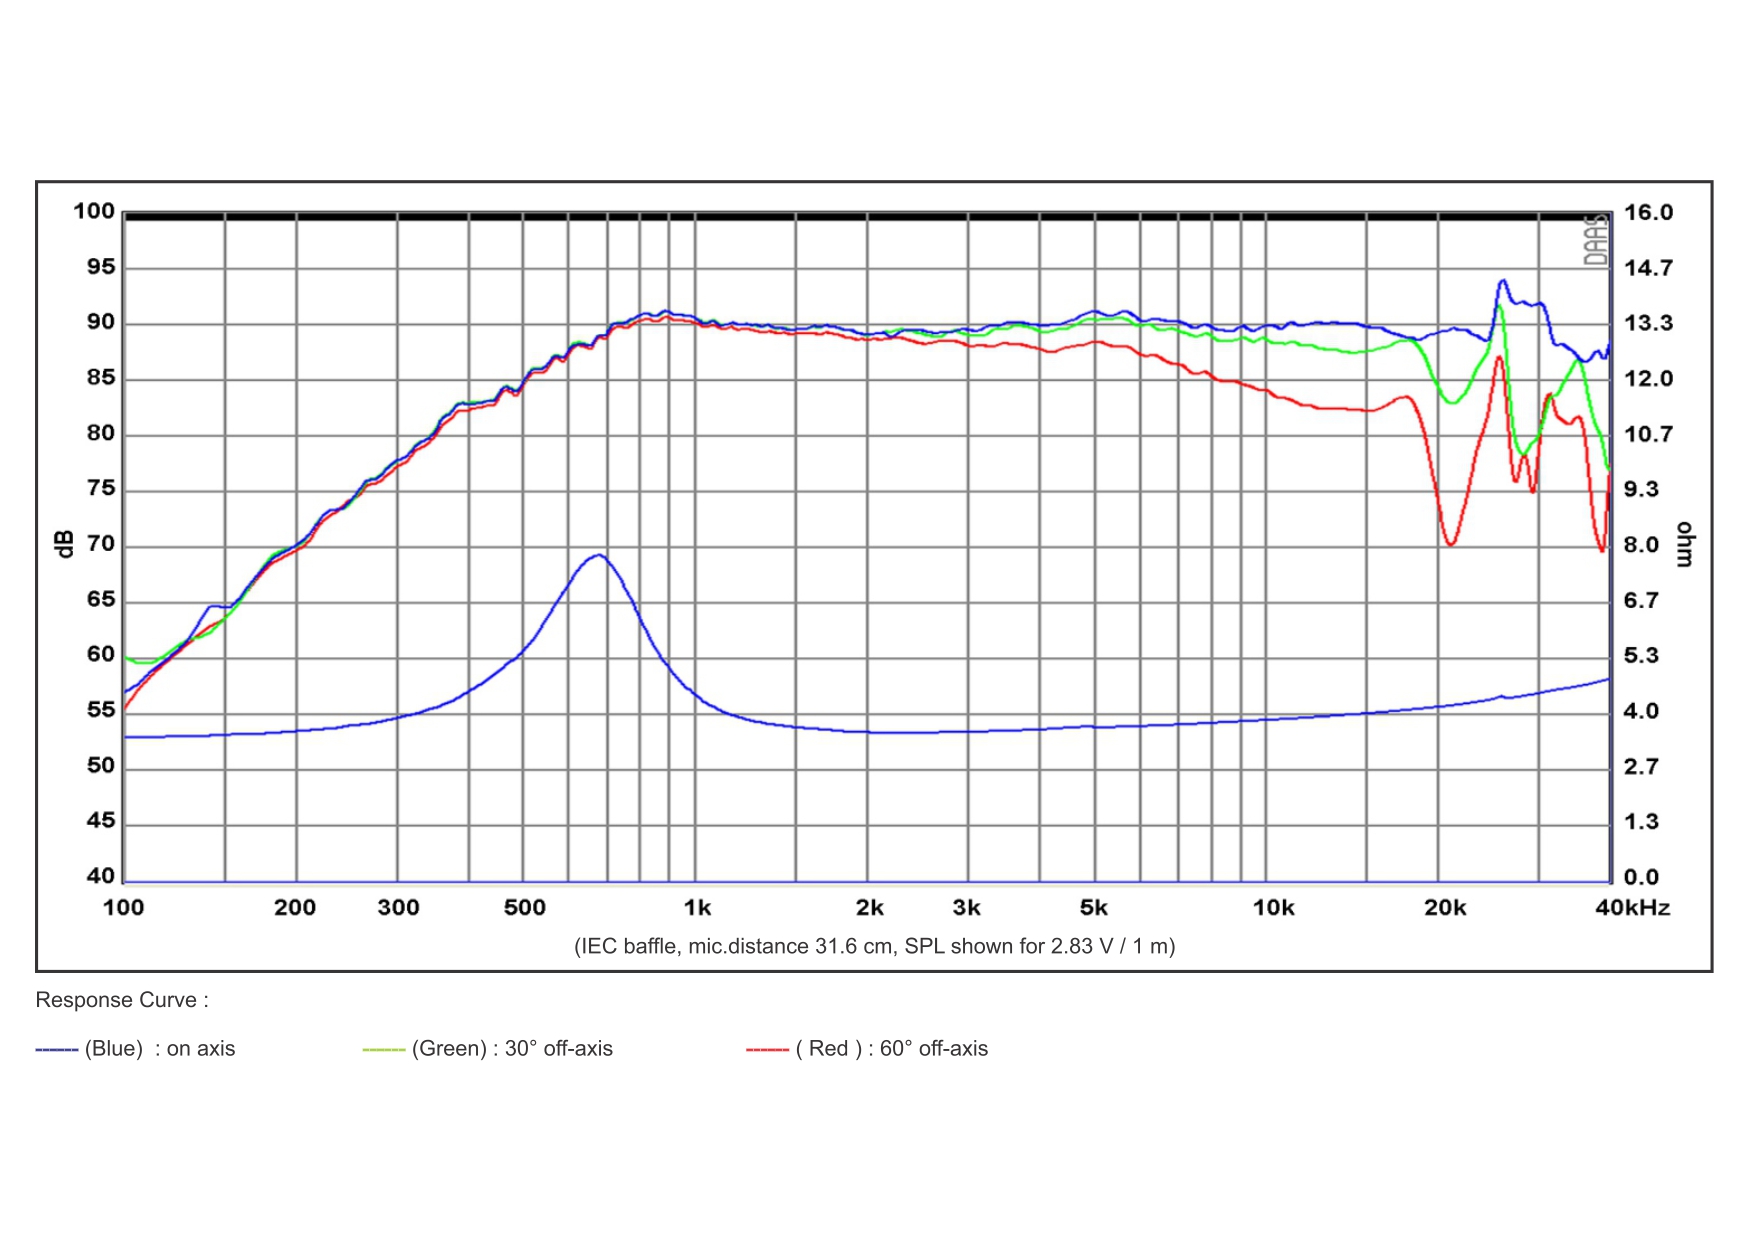 100 16.0
DAAS
95 14.7
90 13.3
85 12.0
80 10.7
75 9.3
dB 70 8.0 ohm
65 6.7
60 5.3
55 4.0
50 2.7
45 1.3
40 0.0
100 200 300 500 1k 2k 3k 5k 10k 20k 40kHz
(IEC baffle, mic.distance 31.6 cm, SPL shown for 2.83 V / 1 m)
Response Curve :
(Blue) : on axis (Green) : 30° off-axis ( Red ) : 60° off-axis